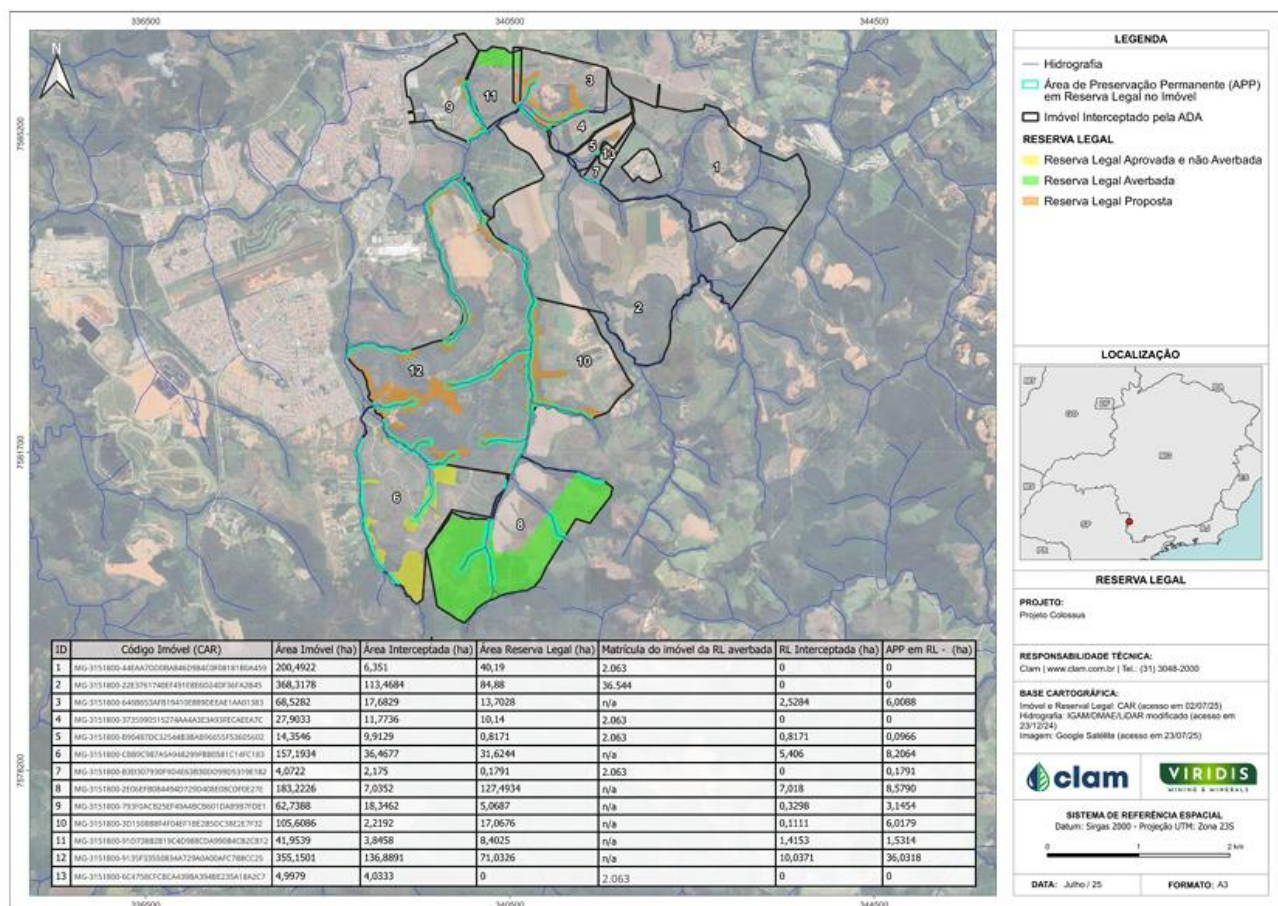 336500
340500
344500
N
7585200
7581700
7578200
3
11
9
4
5
13
7
1
2
10
12
6
8
ID Código Imóvel (CAR) Área Imóvel (ha) Área Interceptada (ha) Área Reserva Legal (ha) Matrícula do imóvel da RL averbada RL Interceptada (ha) APP em RL - (ha)
1 200,4922 6,351 40,19 2.063 0 0
2 368,3178 113,4684 84,88 36.544 0 0
3 68,5282 17,6829 13,7028 n/a 2,5284 6,0088
4 27,9033 11,7736 10,14 2.063 0 0
5 14,3546 9,9129 0,8171 2.063 0,8171 0,0966
6 157,1934 36,4677 31,6244 n/a 5,406 8,2064
7 4,0722 2,175 0,1791 2.063 0 0,1791
8 183,2226 7,0352 127,4934 n/a 7,018 8,5790
9 62,7388 18,3462 5,0687 n/a 0,3298 3,1454
10 105,6086 2,2192 17,0676 n/a 0,1111 6,0179
11 41,9539 3,8458 8,4025 n/a 1,4153 1,5314
12 355,1501 136,8891 71,0326 n/a 10,0371 36,0318
13 4,9979 4,0333 0 2.063 0 0
336500
340500
344500
LEGENDA
Hidrografia
Área de Preservação Permanente (APP)
em Reserva Legal no Imóvel
Imóvel Interceptado pela ADA
RESERVA LEGAL
Reserva Legal Aprovada e não Averbada
Reserva Legal Averbada
Reserva Legal Proposta
LOCALIZAÇÃO
GO
DF
MG
ES
SP
RJ
PR
RESERVA LEGAL
PROJETO:
Projeto Colossus
RESPONSABILIDADE TÉCNICA:
Clam | www.clam.com.br | Tel.: (31) 3048-2000
BASE CARTOGRÁFICA:
Imóvel e Reserval Legal: CAR (acesso em 02/07/25)
Hidrografia: IGAM/DMAE/LiDAR modificado (acesso em
23/12/24)
Imagem: Google Satélite (acesso em 23/07/25)
clam
VIRIDIS
MINING & MINERALS
SISTEMA DE REFERÊNCIA ESPACIAL
Datum: Sirgas 2000 - Projeção UTM: Zona 23S
0 1 2 km
DATA: Julho / 25 FORMATO: A3